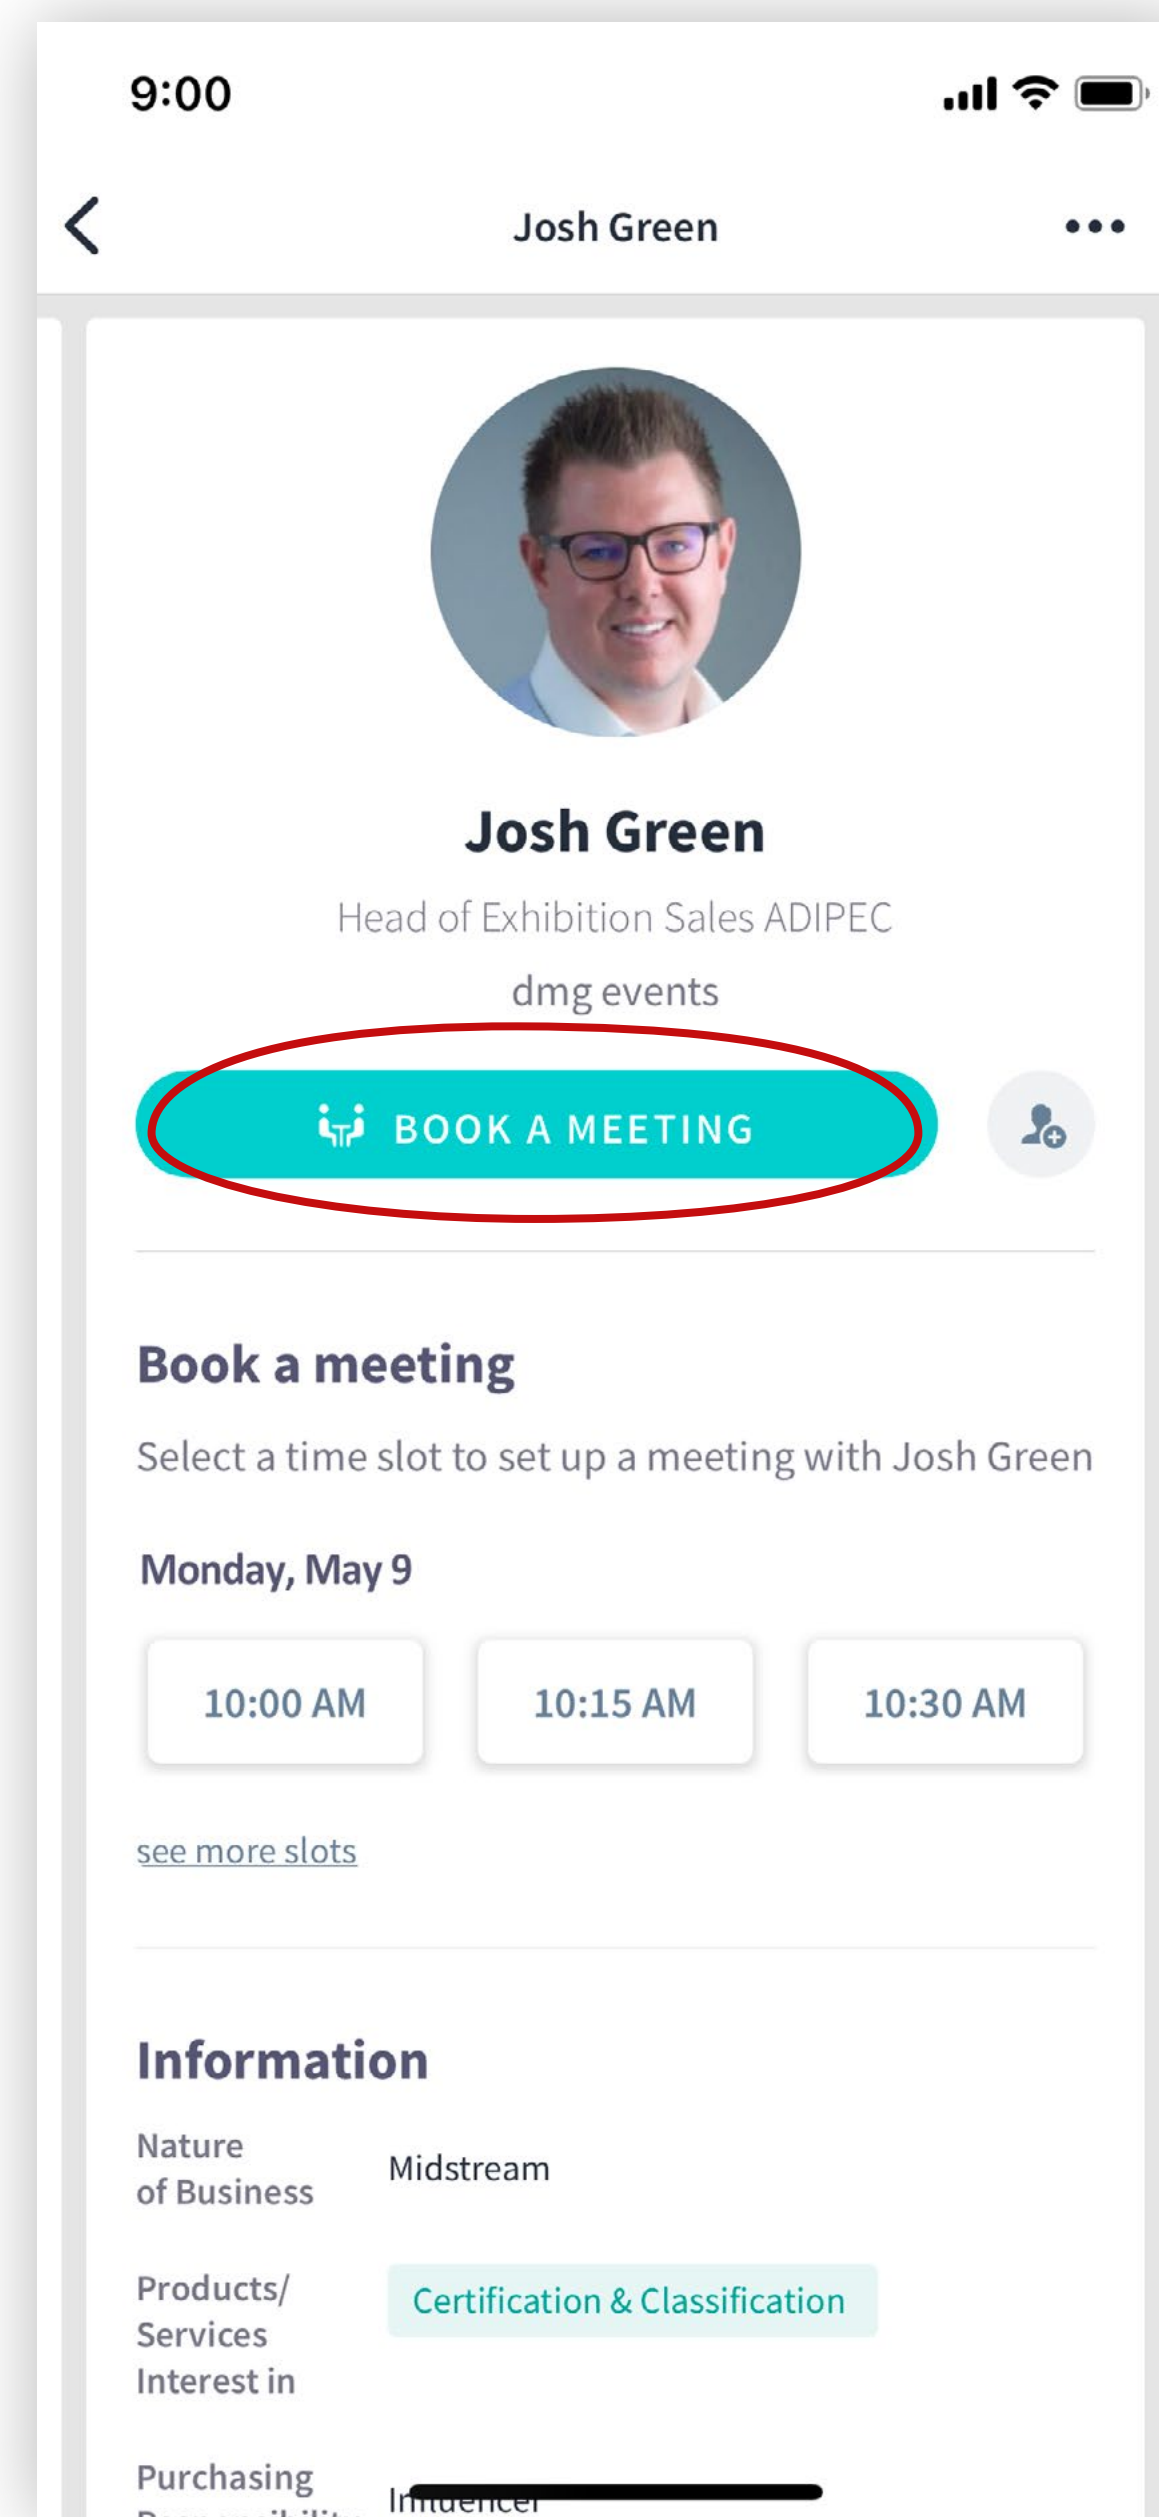 9:00
Josh Green
Josh Green
Head of Exhibition Sales ADIPEC
dmg events
BOOK A MEETING
Book a meeting
Select a time slot to set up a meeting with Josh Green
Monday, May 9
10:00 AM 10:15 AM 10:30 AM
see more slots
Information
Nature
of Business
Midstream
Products/
Services
Interest in
Certification & Classification
Purchasing
Influencer